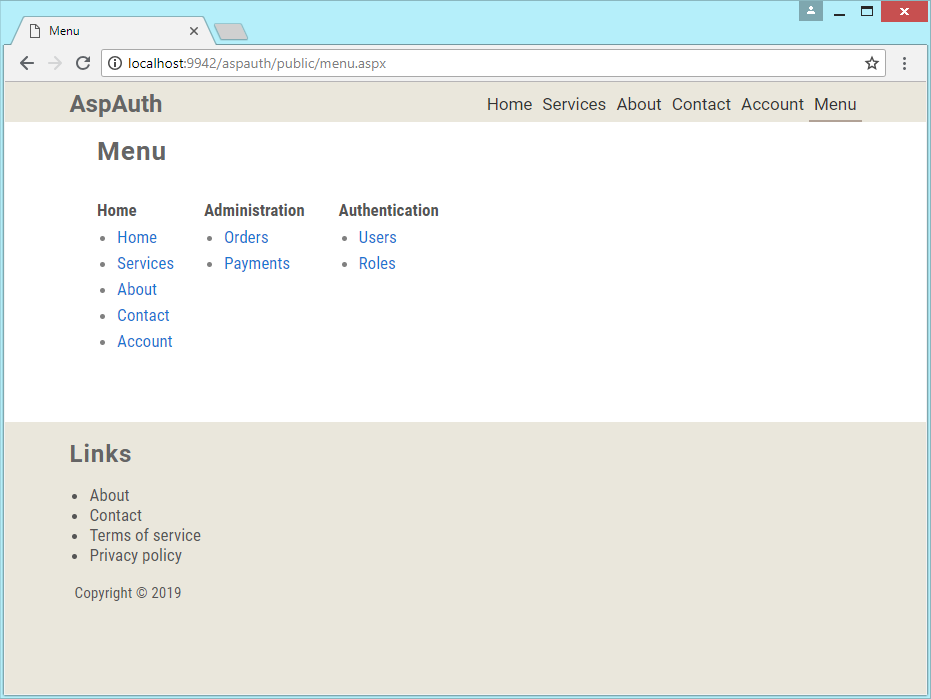 Menu
localhost:9942/aspauth/public/menu.aspx
AspAuth
Home Services About Contact Account Menu
Menu
Home
Home
Services
About
Contact
Account
Administration
Orders
Payments
Authentication
Users
Roles
Links
About
Contact
Terms of service
Privacy policy
Copyright © 2019